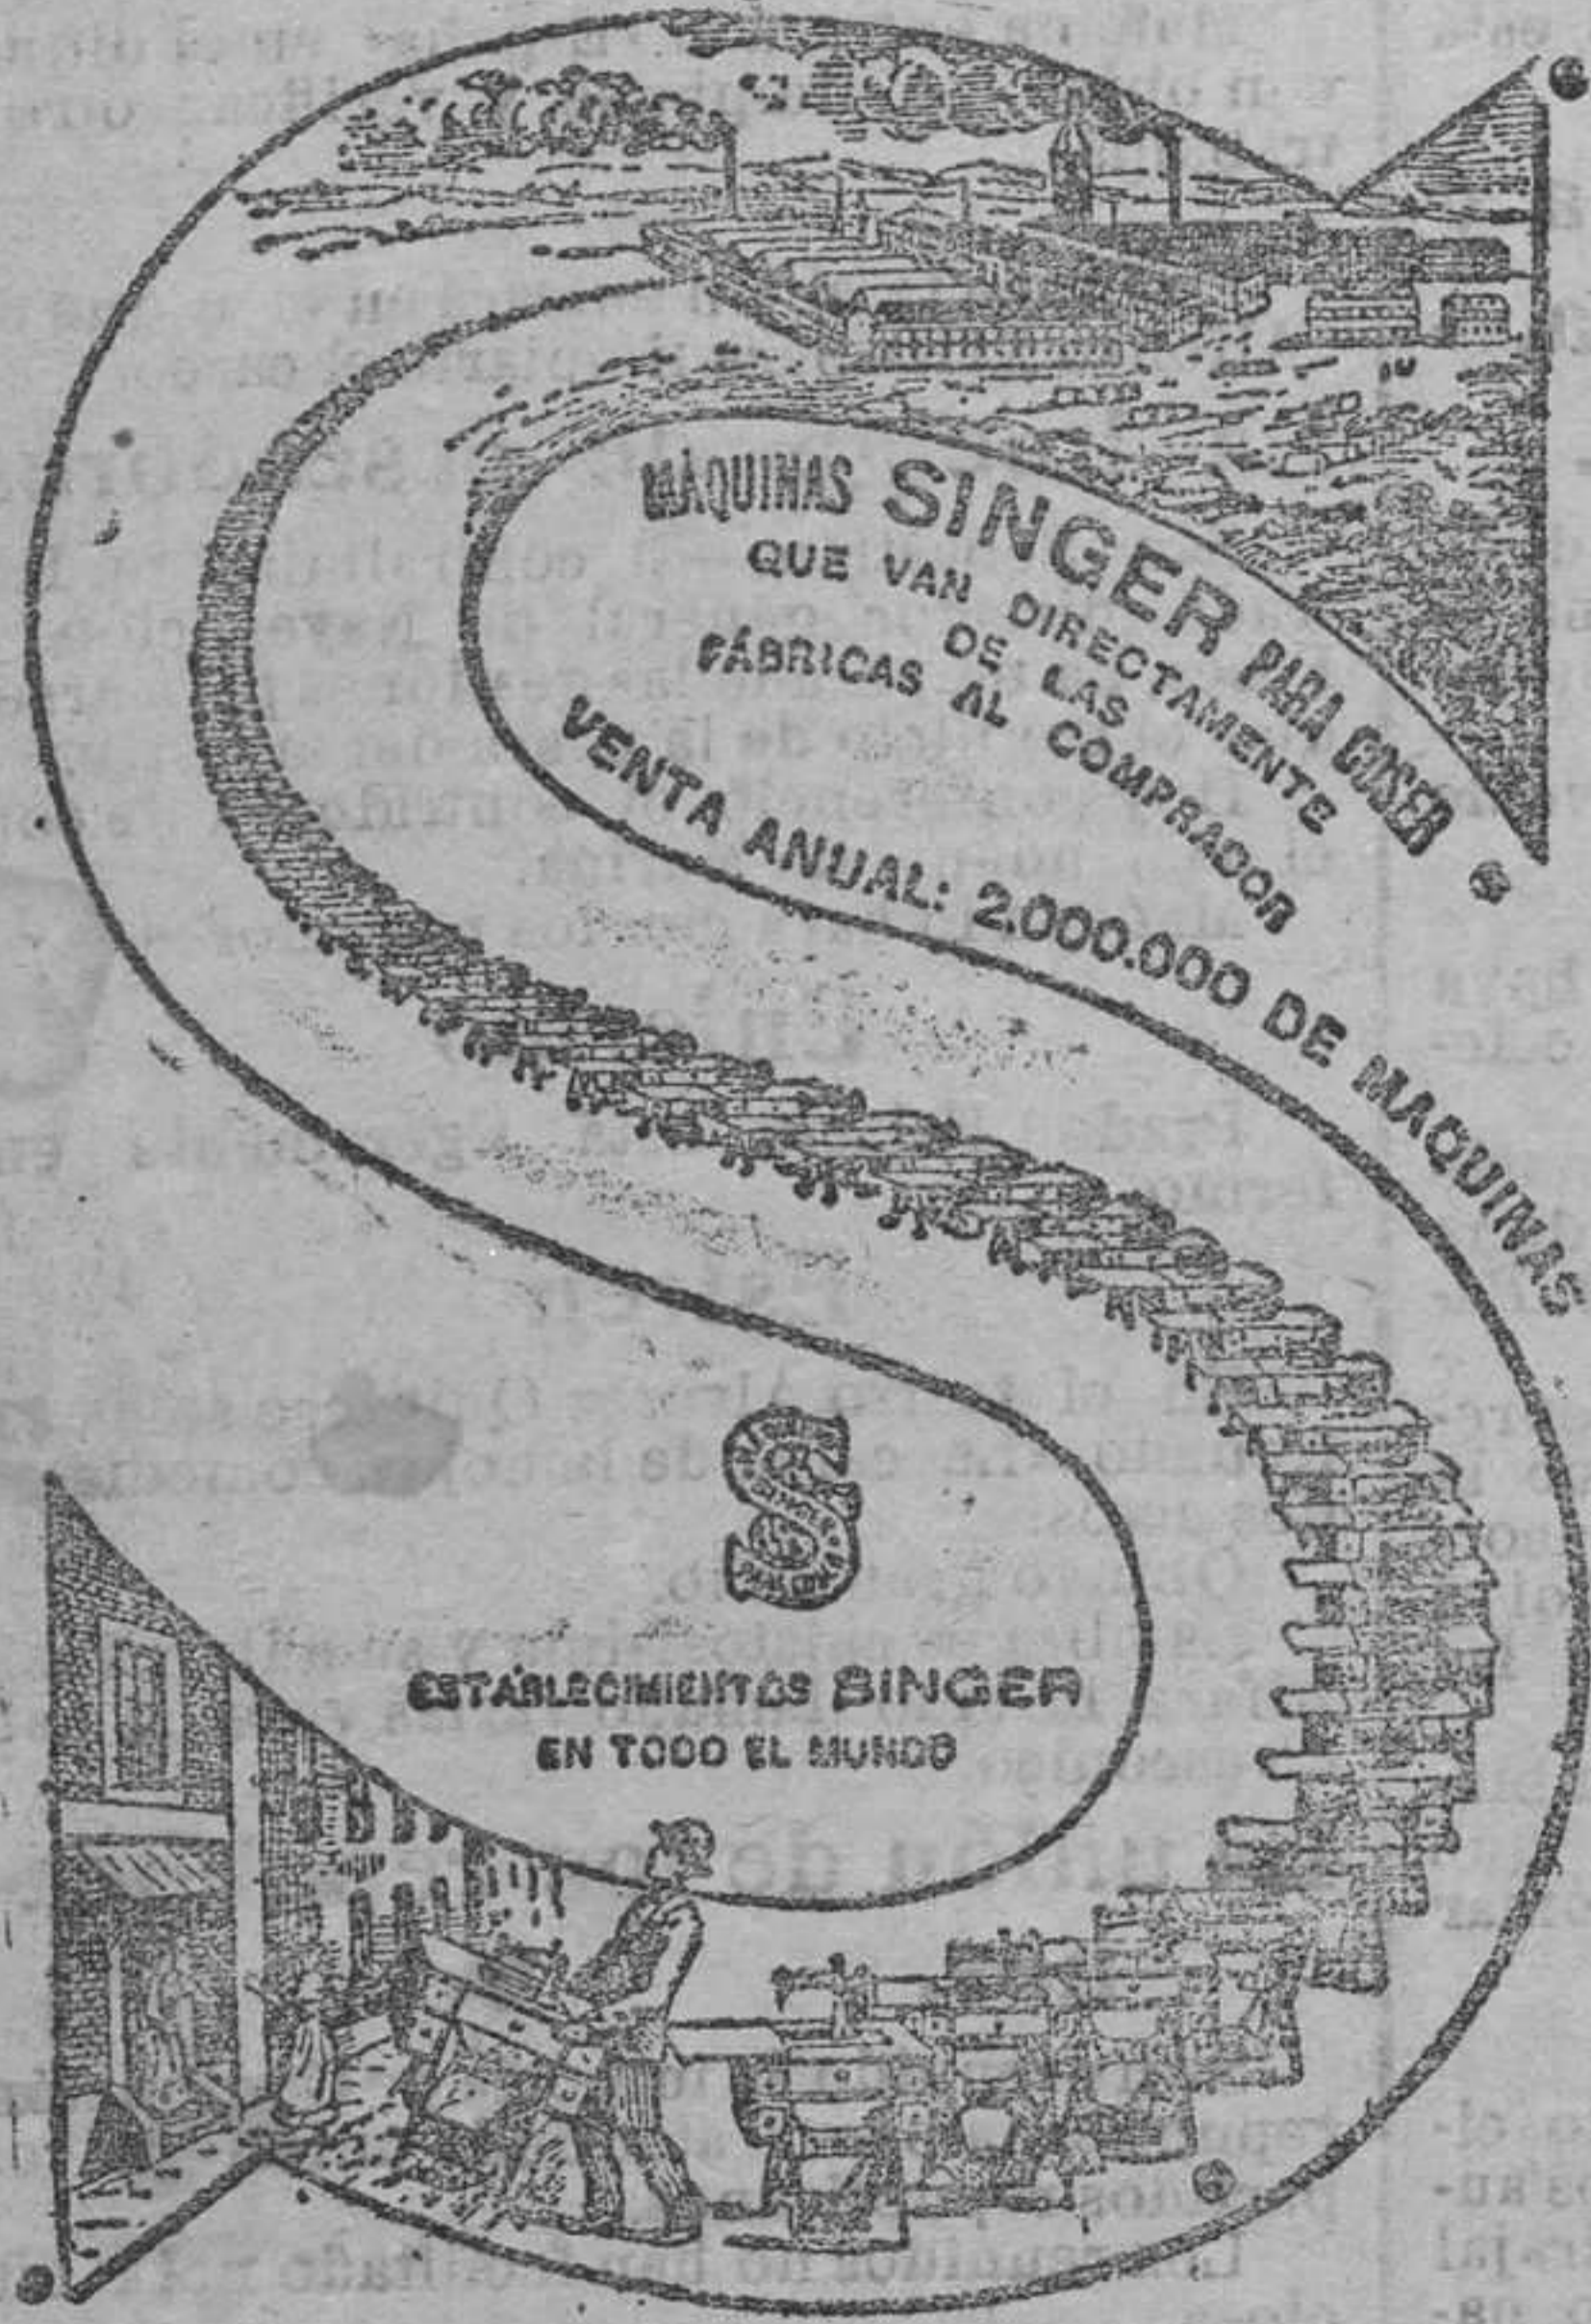 MÁQUINAS SINGER PARA COSER
QUE VAN DIRECTAMENTE
DE LAS
FÁBRICAS AL COMPRADOR
VENTA ANUAL: 2.000.000 DE MAQUINAS
S
ESTABLECIMIENTOS SINGER
EN TODO EL MUNDO